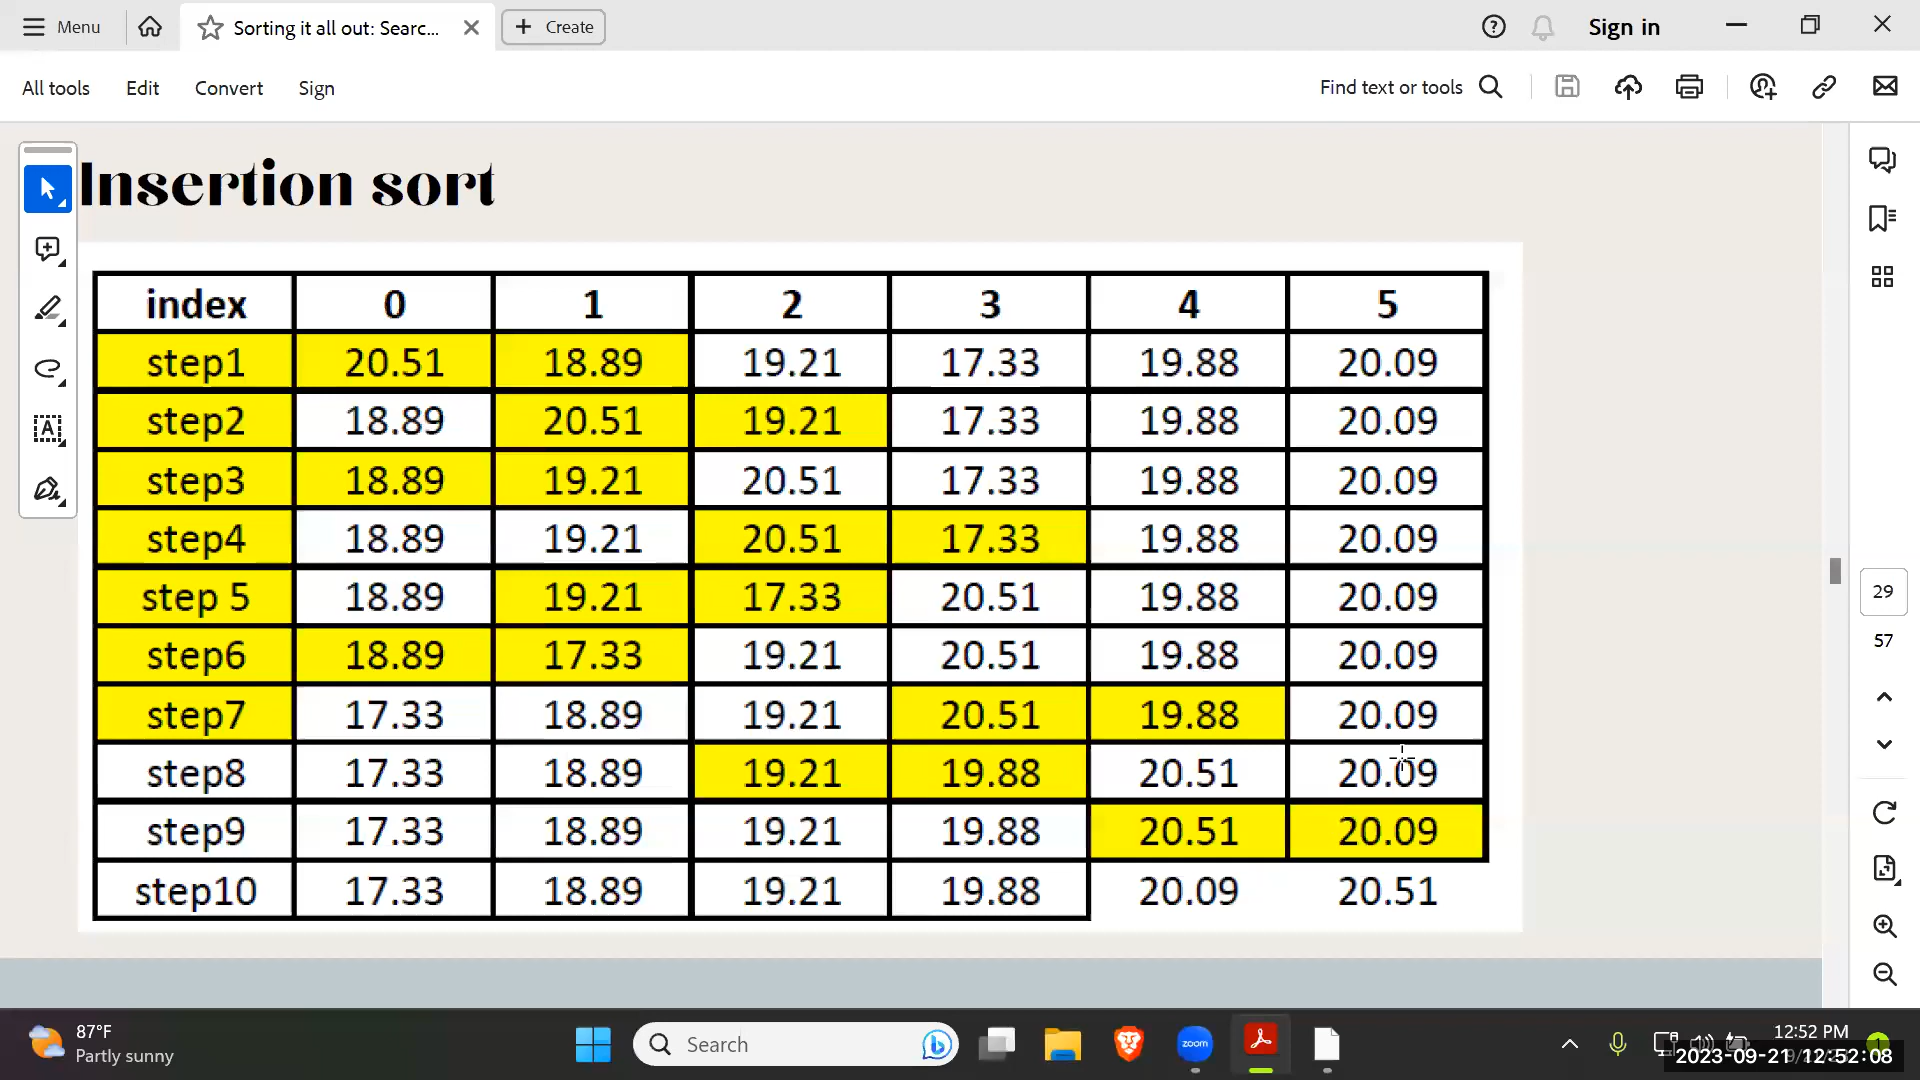 Menu
Sorting it all out: Searc...
Create
Sign in
All tools
Edit
Convert
Sign
Find text or tools
Insertion sort
index 0 1 2 3 4 5
step1 20.51 18.89 19.21 17.33 19.88 20.09
step2 18.89 20.51 19.21 17.33 19.88 20.09
step3 18.89 19.21 20.51 17.33 19.88 20.09
step4 18.89 19.21 20.51 17.33 19.88 20.09
step 5 18.89 19.21 17.33 20.51 19.88 20.09
step6 18.89 17.33 19.21 20.51 19.88 20.09
step7 17.33 18.89 19.21 20.51 19.88 20.09
step8 17.33 18.89 19.21 19.88 20.51 20.09
step9 17.33 18.89 19.21 19.88 20.51 20.09
step10 17.33 18.89 19.21 19.88 20.09 20.51
29
57
87°F
Partly sunny
Search
zoom
12:52 PM
2023-09-21 12:52:08